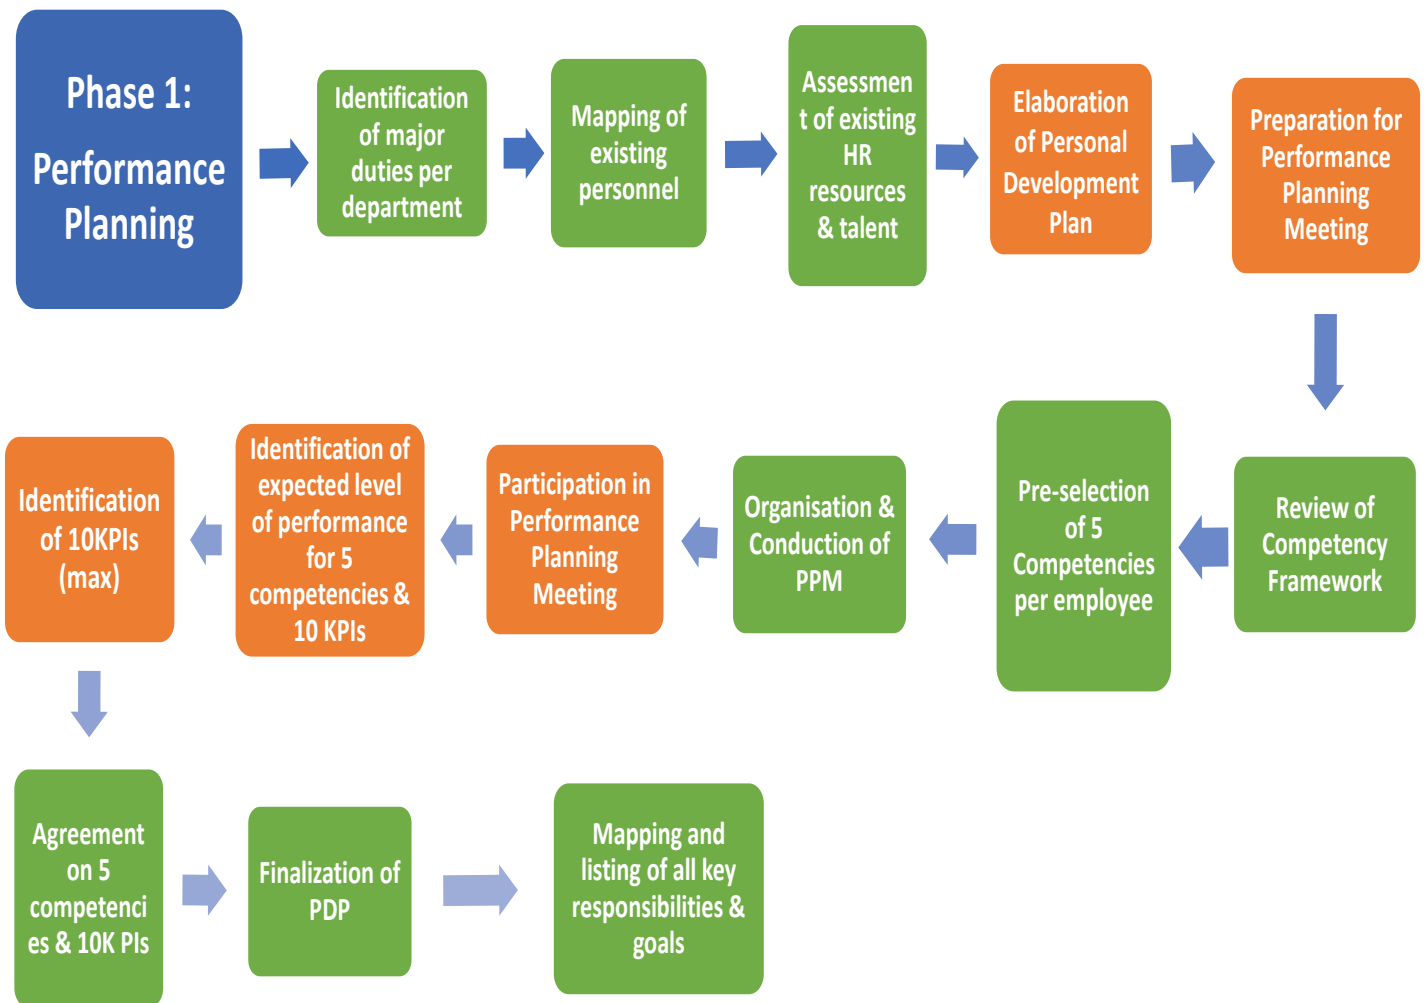 Phase 1:
Performance
Planning
Identification
of major
duties per
department
Mapping of
existing
personnel
Assessmen
t of existing
HR
resources
& talent
Elaboration
of Personal
Development
Plan
Preparation for
Performance
Planning
Meeting
Review of
Competency
Framework
Pre-selection
of 5
Competencies
per employee
Organisation &
Conduction of
PPM
Participation in
Performance
Planning
Meeting
Identification of
expected level
of performance
for 5
competencies &
10 KPIs
Identification
of 10KPIs
(max)
Agreement
on 5
competenci
es & 10K PIs
Finalization of
PDP
Mapping and
listing of all key
responsibilities &
goals